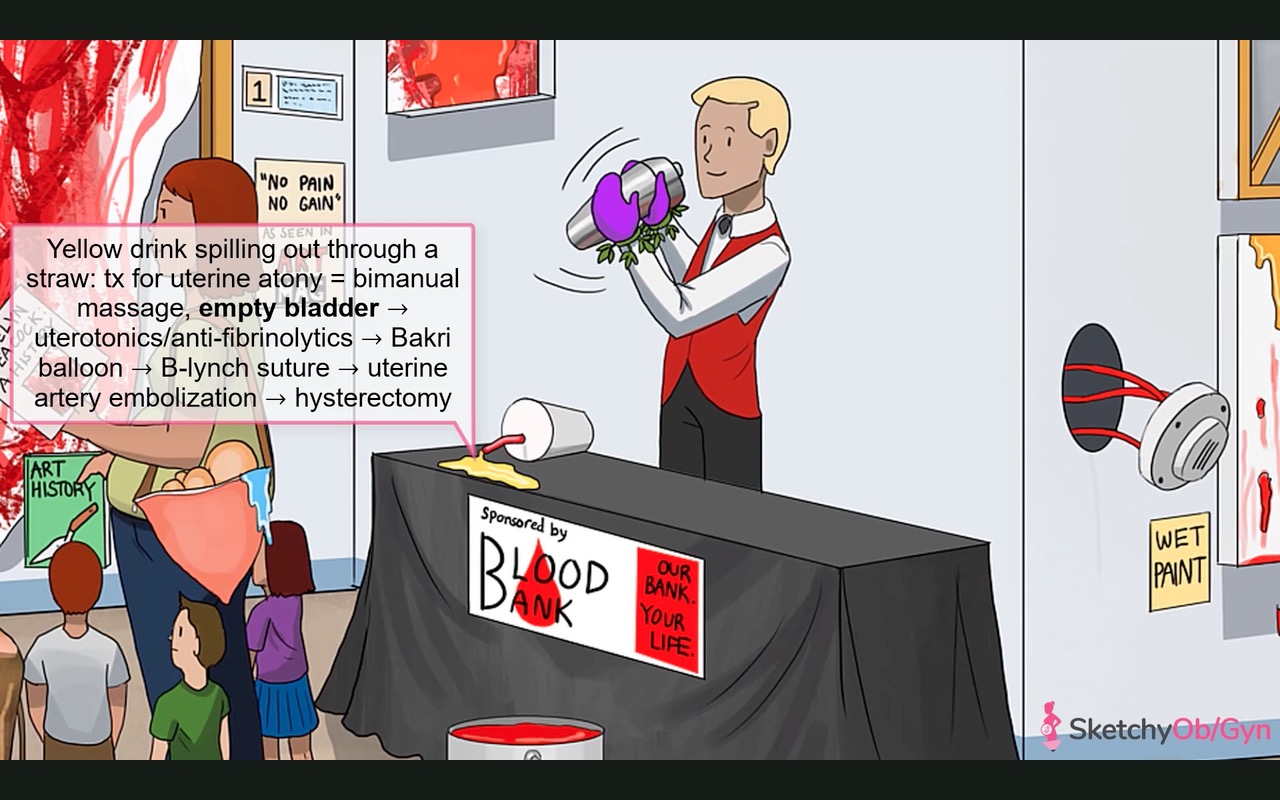 1
"NO PAIN
NO GAIN"
AS SEEN IN
ART
Yellow drink spilling out through a
straw: tx for uterine atony = bimanual
massage, empty bladder →
uterotonics/anti-fibrinolytics → Bakri
balloon → B-lynch suture → uterine
artery embolization → hysterectomy
ART
HISTORY
Sponsored by
BLOOD
BANK
OUR
BANK.
YOUR
LIFE.
WET
PAINT
SketchyOb/Gyn